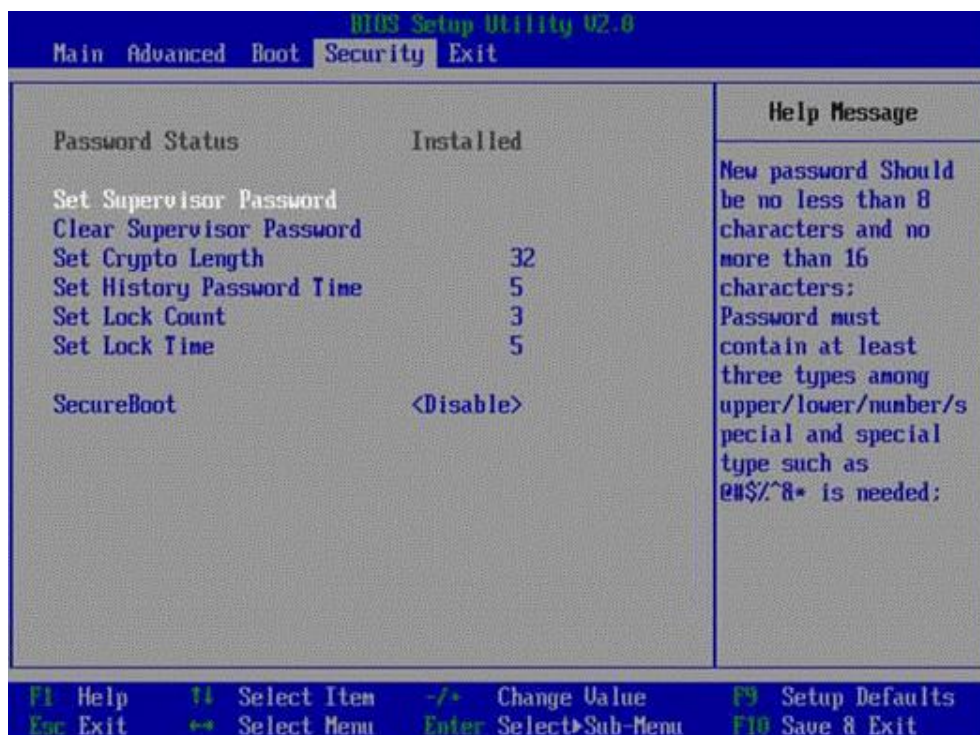 BIOS Setup Utility V2.0
Main Advanced Boot Security Exit
Password Status Installed
Set Supervisor Password
Clear Supervisor Password
Set Crypto Length 32
Set History Password Time 5
Set Lock Count 3
Set Lock Time 5
SecureBoot <Disable>
Help Message
New password Should
be no less than 8
characters and no
more than 16
characters;
Password must
contain at least
three types among
upper/lower/number/s
pecial and special
type such as
@#$%^&* is needed;
F1 Help ↑↓ Select Item -/+ Change Value F9 Setup Defaults
Esc Exit ↔ Select Menu Enter Select▶Sub-Menu F10 Save & Exit